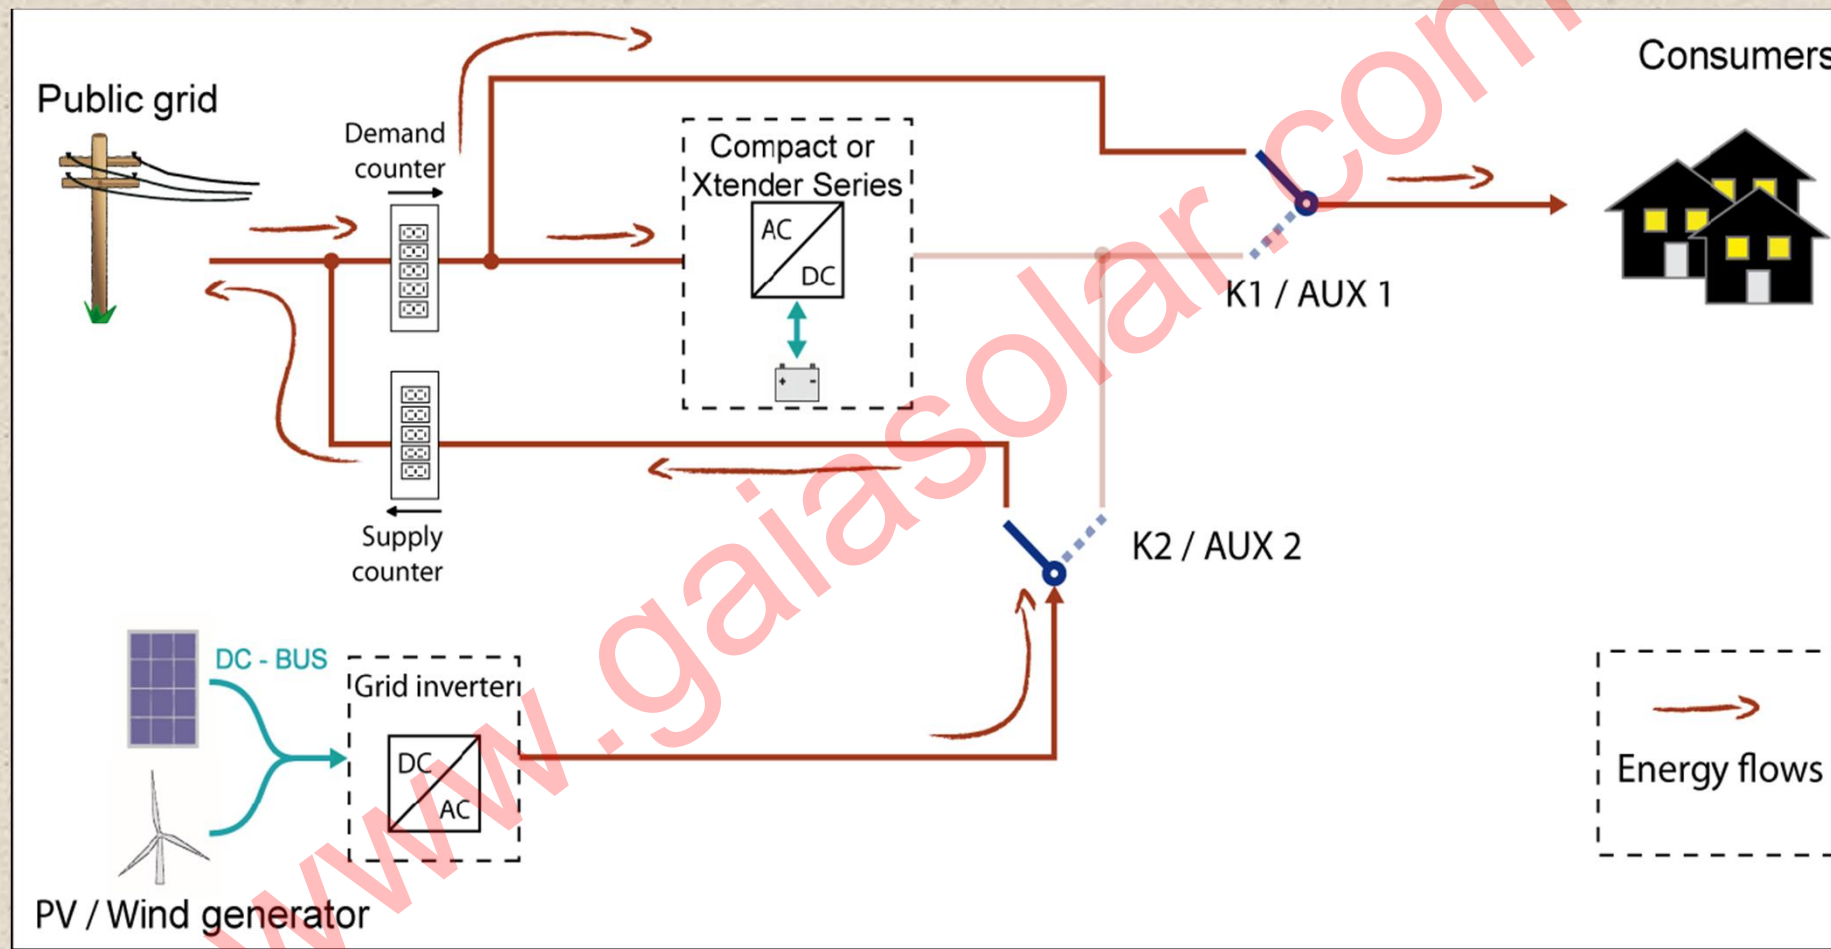 Public grid
Demand
counter
Compact or
Xtender Series
AC
DC
+ -
Consumers
K1 / AUX 1
Supply
counter
K2 / AUX 2
DC - BUS
Grid inverter
DC
AC
PV / Wind generator
Energy flows
www.gaiasolar.com